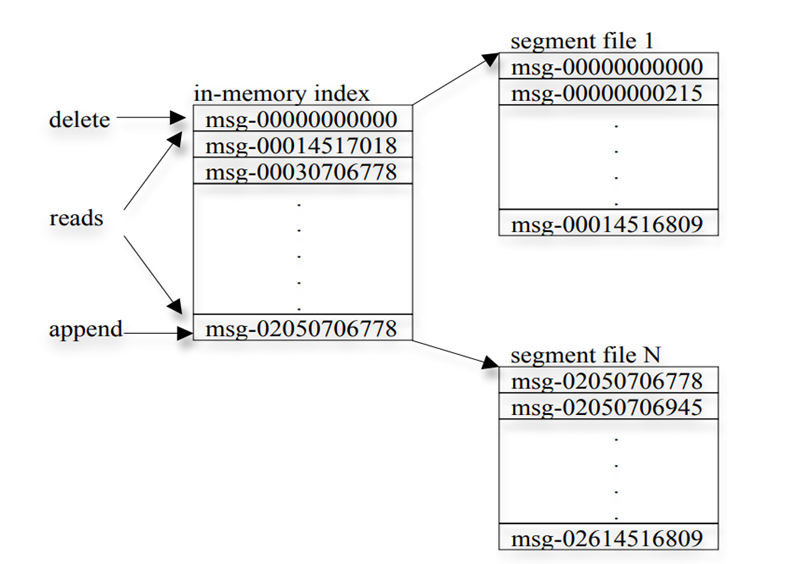 segment file 1
msg-00000000000
msg-00000000215
.
.
.
.
msg-00014516809
in-memory index
msg-00000000000
msg-00014517018
msg-00030706778
.
.
.
.
.
msg-02050706778
delete
reads
append
segment file N
msg-02050706778
msg-02050706945
.
.
.
.
msg-02614516809